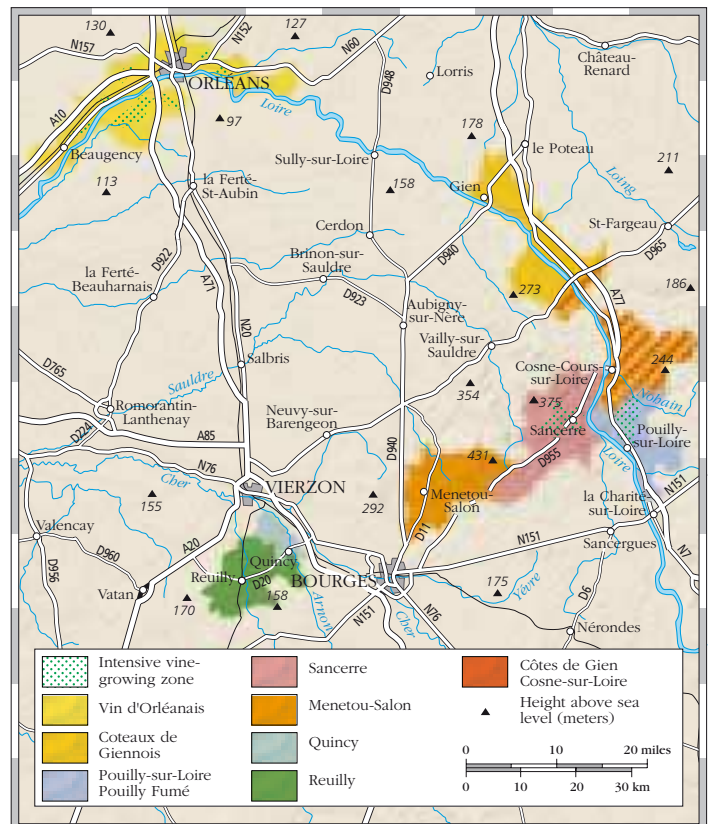 130
127
N157
N152
N60
Château-
Renard
D948
Lorris
ORLÉANS
A10
Loire
97
178
le Poteau
Beaugency
Sully-sur-Loire
211
113
la Ferté-
St-Aubin
158
Gien
Loing
St-Fargeau
Cerdon
D922
D940
D965
Brinon-sur-
Sauldre
la Ferté-
Beauharnais
A71
273
A77
186
D923
Aubigny-
sur-Nère
N20
Vailly-sur-
Sauldre
D765
Salbris
Cosne-Cours-
sur-Loire
244
Sauldre
354
375
Nohain
Romorantin-
Lanthenay
Neuvy-sur-
Barengeon
Sancerre
Pouilly-
sur-Loire
D224
A85
D940
431
D955
Loire
N76
Cher
VIERZON
Menetou-
Salon
la Charité-
sur-Loire
155
292
N151
Valencay
D11
N151
Sancergues
D960
A20
Quincy
N7
D956
Reuilly
D20
BOURGES
Vatan
175
Yèvre
D6
170
158
Arnon
N151
Cher
N76
Nérondes
Intensive vine-
growing zone
Vin d'Orléanais
Coteaux de
Giennois
Pouilly-sur-Loire
Pouilly Fumé
Sancerre
Menetou-Salon
Quincy
Reuilly
Côtes de Gien
Cosne-sur-Loire
Height above sea
level (meters)
0 10 20 miles
0 10 20 30 km